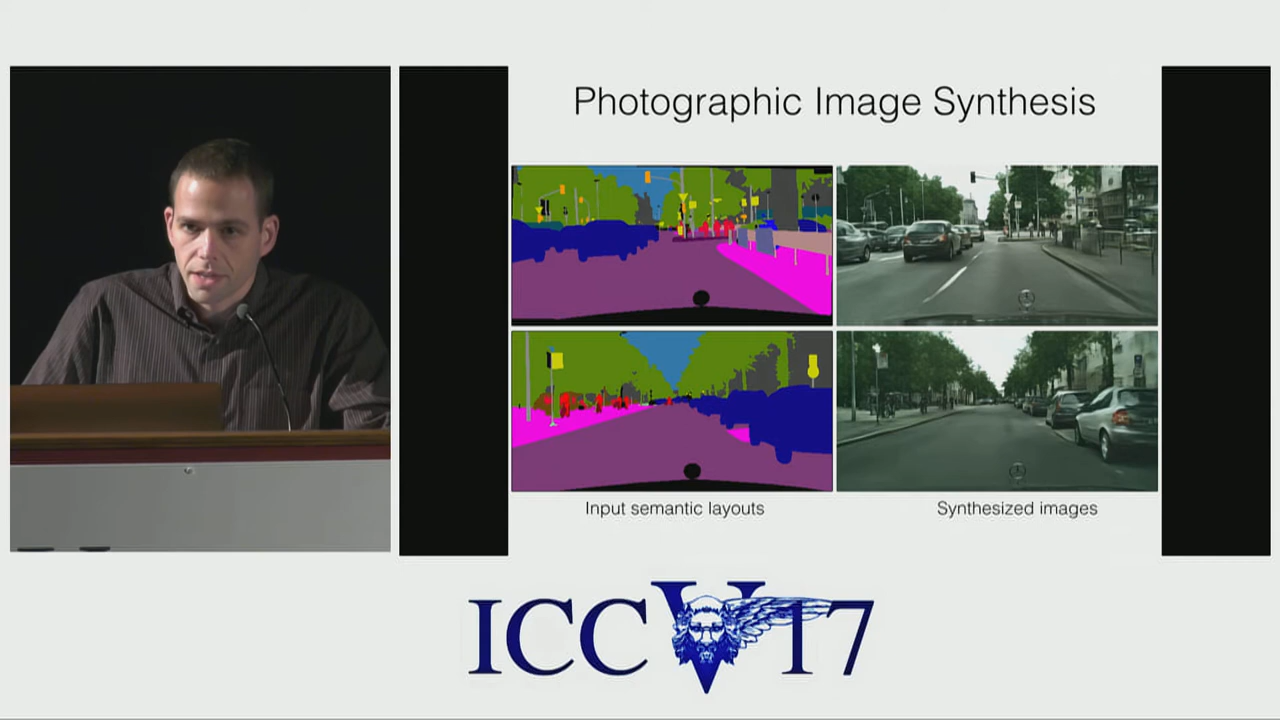 Photographic Image Synthesis
Input semantic layouts
Synthesized images
ICCV 17